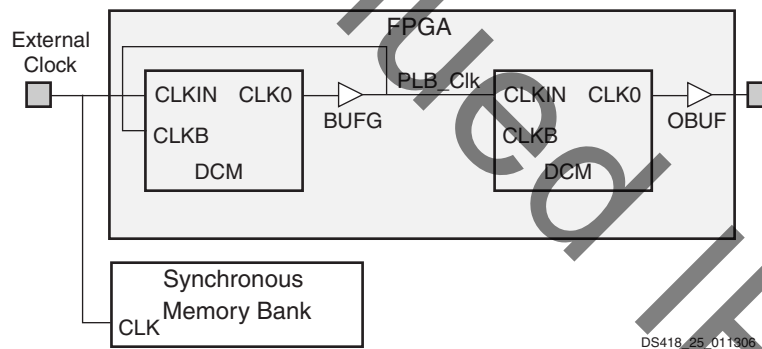 FPGA
External
Clock
PLB_Clk
CLKIN CLK0
BUFG
CLKB
DCM
CLKIN CLK0
OBUF
CLKB
DCM
Synchronous
Memory Bank
CLK
DS418_25_011306